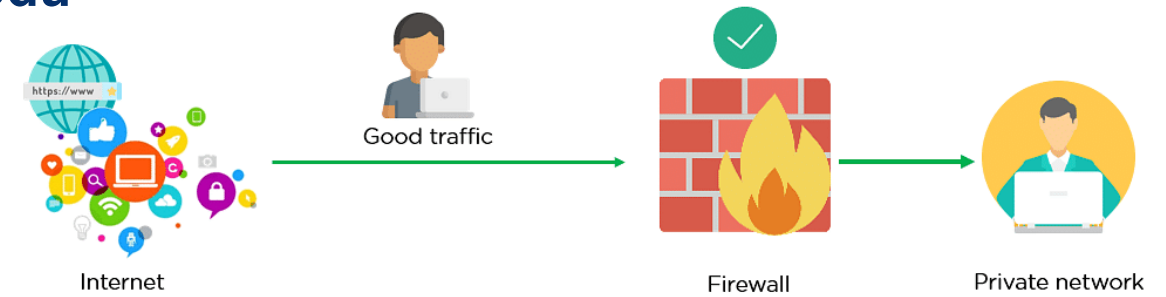 https://www
Good traffic
Internet
Firewall
Private network